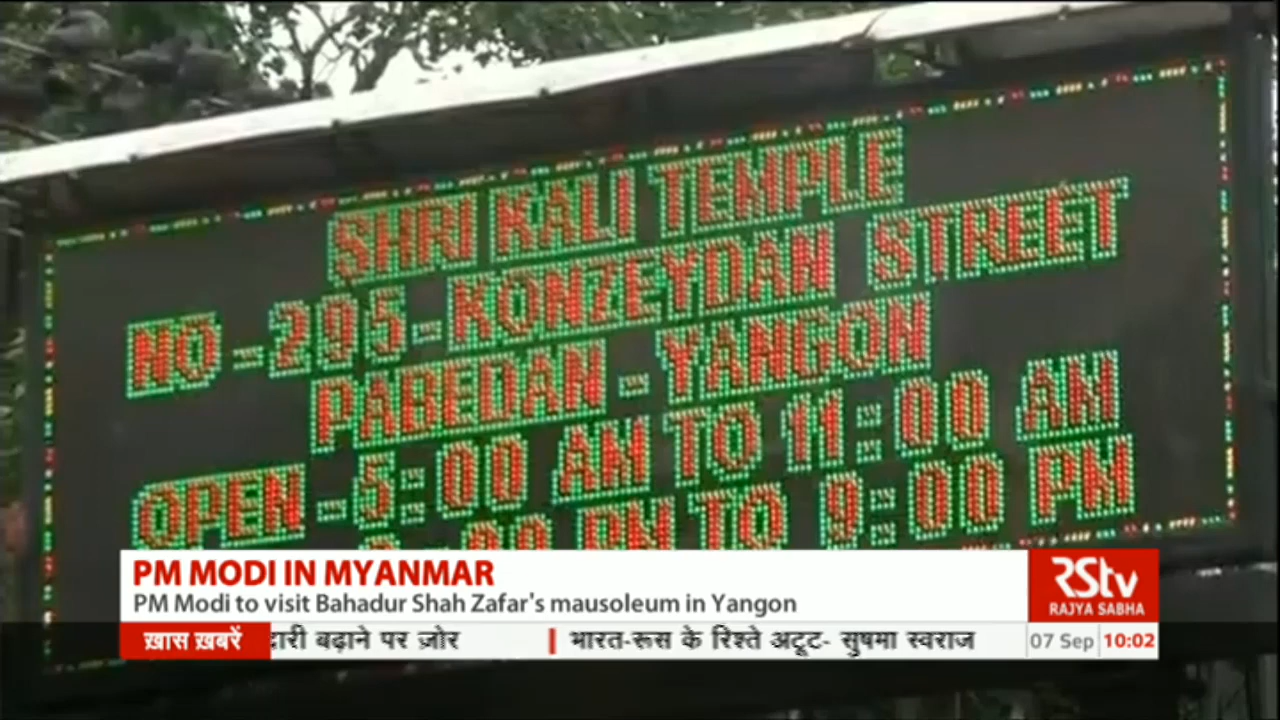 SHRI KALI TEMPLE
NO-295-KONZEYDAN STREET
PABEDAN-YANGON
OPEN-5:00 AM TO 11:00 AM
:00 PM TO 9:00 PM
PM MODI IN MYANMAR
PM Modi to visit Bahadur Shah Zafar's mausoleum in Yangon
RStv
RAJYA SABHA
ख़ास ख़बरें दारी बढ़ाने पर ज़ोर | भारत-रूस के रिश्ते अटूट- सुषमा स्वराज 07 Sep 10:02